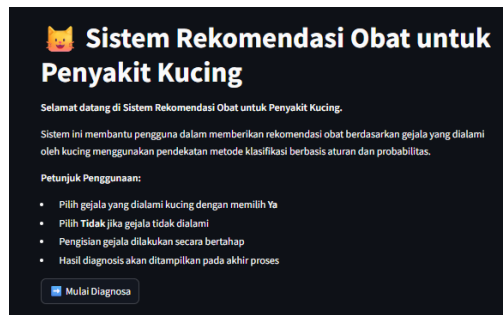 😺 Sistem Rekomendasi Obat untuk
Penyakit Kucing
Selamat datang di Sistem Rekomendasi Obat untuk Penyakit Kucing.
Sistem ini membantu pengguna dalam memberikan rekomendasi obat berdasarkan gejala yang dialami
oleh kucing menggunakan pendekatan metode klasifikasi berbasis aturan dan probabilitas.
Petunjuk Penggunaan:
• Pilih gejala yang dialami kucing dengan memilih Ya
• Pilih Tidak jika gejala tidak dialami
• Pengisian gejala dilakukan secara bertahap
• Hasil diagnosis akan ditampilkan pada akhir proses
➡️ Mulai Diagnosa